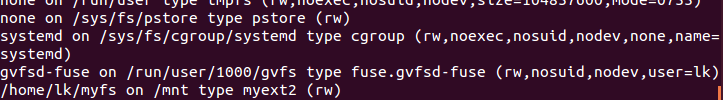 none on /run/user type tmpfs (rw,noexec,nosuid,nodev,size=104857600,mode=0755)
none on /sys/fs/pstore type pstore (rw)
systemd on /sys/fs/cgroup/systemd type cgroup (rw,noexec,nosuid,nodev,none,name=
systemd)
gvfsd-fuse on /run/user/1000/gvfs type fuse.gvfsd-fuse (rw,nosuid,nodev,user=lk)
/home/lk/myfs on /mnt type myext2 (rw)